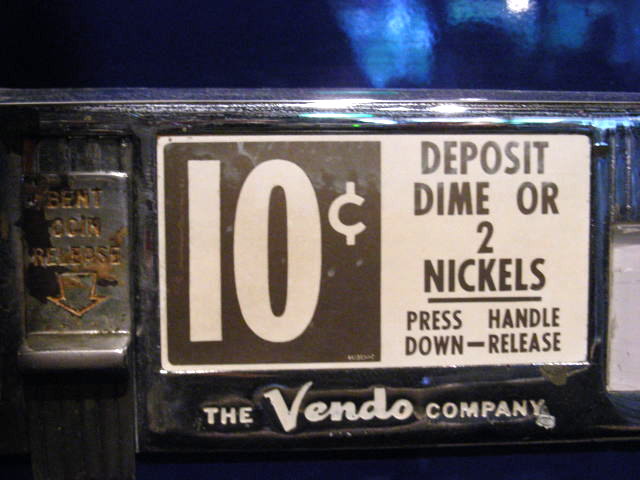 BENT
COIN
RELEASE
10¢
DEPOSIT
DIME OR
2
NICKELS
PRESS HANDLE
DOWN—RELEASE
THE Vendo COMPANY